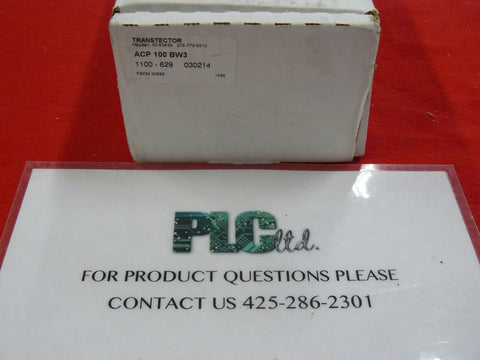 TRANSTECTOR
ACP 100 BW3
1100 - 629 030214
PLC ltd.
FOR PRODUCT QUESTIONS PLEASE
CONTACT US 425-286-2301